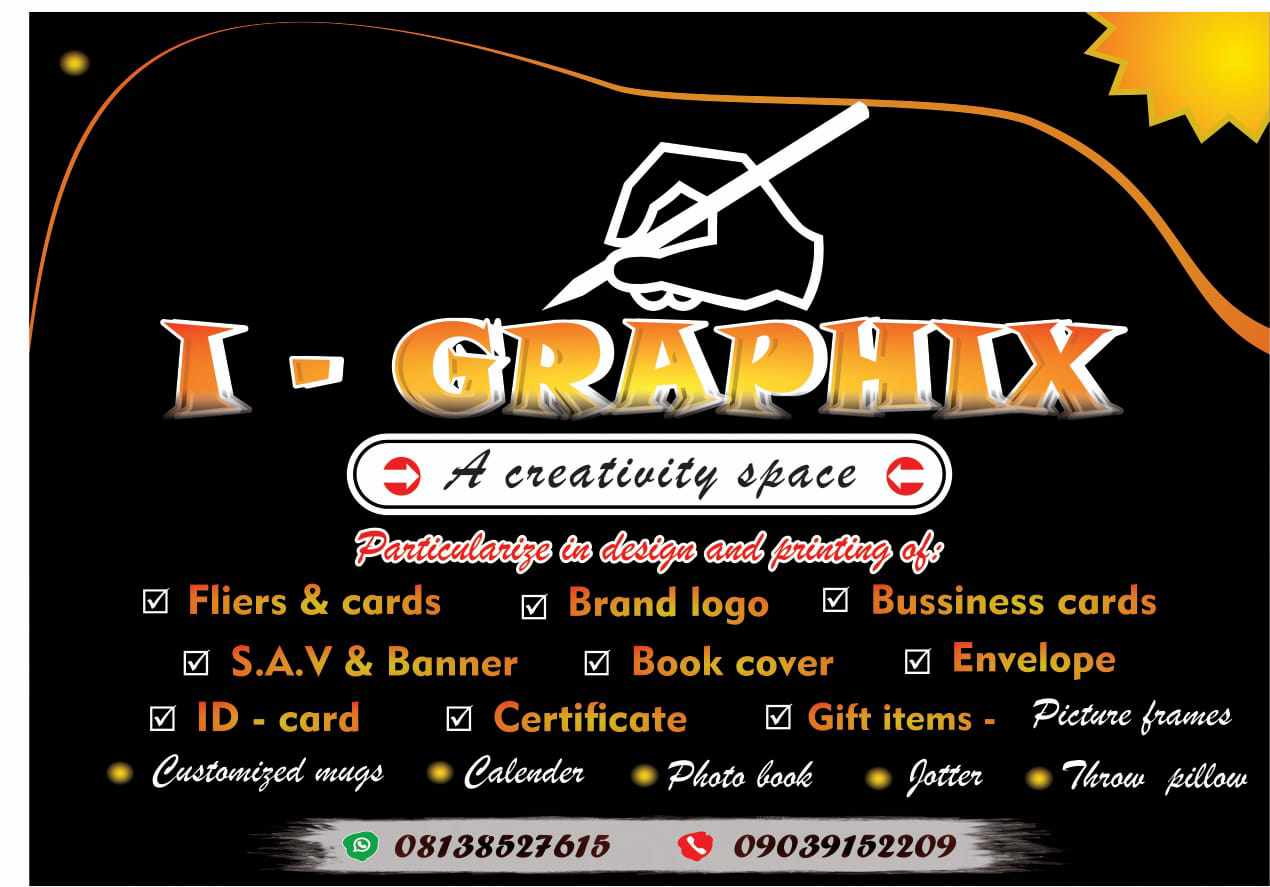 I - GRAPHIX
A creativity space
Particularize in design and printing of:
Fliers & cards Brand logo Bussiness cards
S.A.V & Banner Book cover Envelope
ID - card Certificate Gift items - Picture frames
Customized mugs Calender Photo book Jotter Throw pillow
08138527615 09039152209